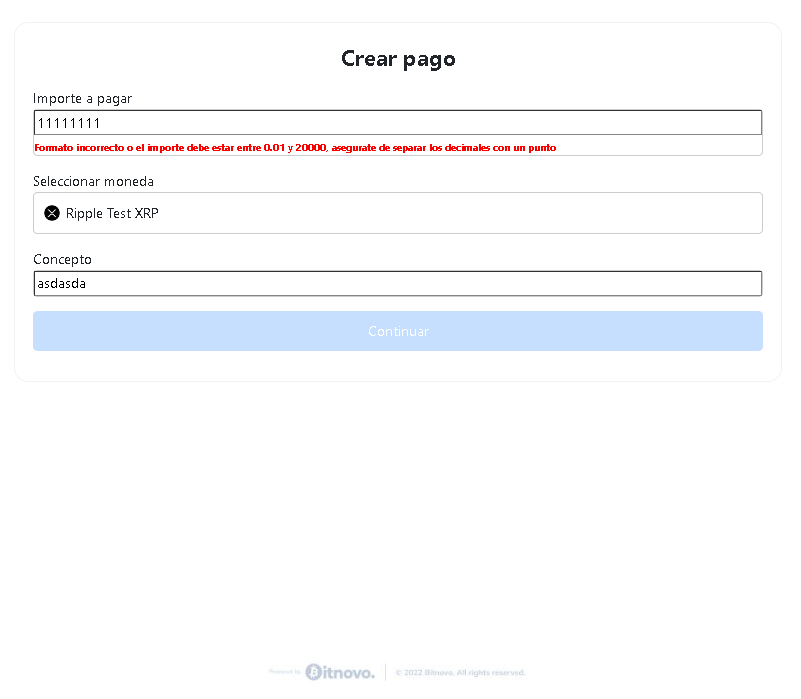 Crear pago
Importe a pagar
11111111
Formato incorrecto o el importe debe estar entre 0.01 y 20000, asegurate de separar los decimales con un punto
Seleccionar moneda
Ripple Test XRP
Concepto
asdasda
Continuar
Powered by Bitnovo. © 2022 Bitnovo. All rights reserved.